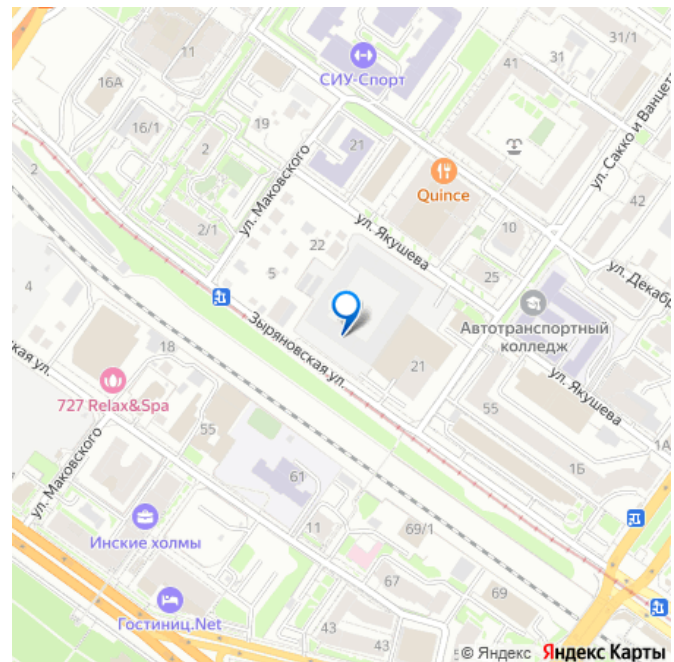 11
31/1
31
41
СИУ-Спорт
16А
16/1
19
2
21
2
ул. Маковского
ул. Сакко и Ванцетти
Quince
42
2/1
22
ул. Якушева
10
5
25
ул. Декабр
4
Автотранспортный
колледж
Зыряновская ул.
18
кая ул.
21
727 Relax&Spa
55
55
ул. Якушева
1А
ул. Маковского
61
1Б
Инские холмы
11
69/1
67
69
Гостиниц.Net
43
43
© Яндекс Яндекс Карты